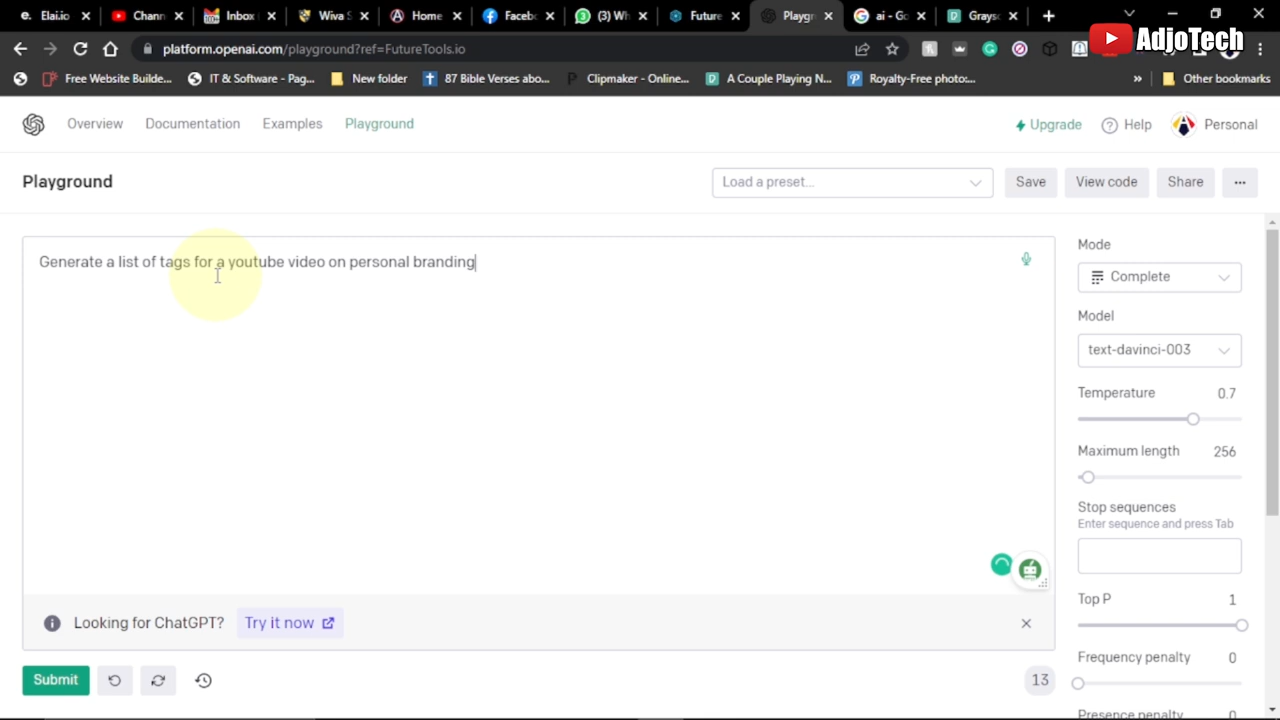 Elai.io
Chann
Inbox
Wiva S
Home
Faceb
(3) Wh
Future
Playgr
ai - Go
Grays
platform.openai.com/playground?ref=FutureTools.io
AdjoTech
Free Website Builde...
IT & Software - Pag...
New folder
87 Bible Verses abo...
Clipmaker - Online...
A Couple Playing N...
Royalty-Free photo:...
»
Other bookmarks
Overview
Documentation
Examples
Playground
Upgrade
Help
Personal
Playground
Load a preset...
Save
View code
Share
...
Generate a list of tags for a youtube video on personal branding
Mode
Complete
Model
text-davinci-003
Temperature 0.7
Maximum length 256
Stop sequences
Enter sequence and press Tab
Top P 1
Frequency penalty 0
Presence penalty 0
Looking for ChatGPT? Try it now
Submit
13